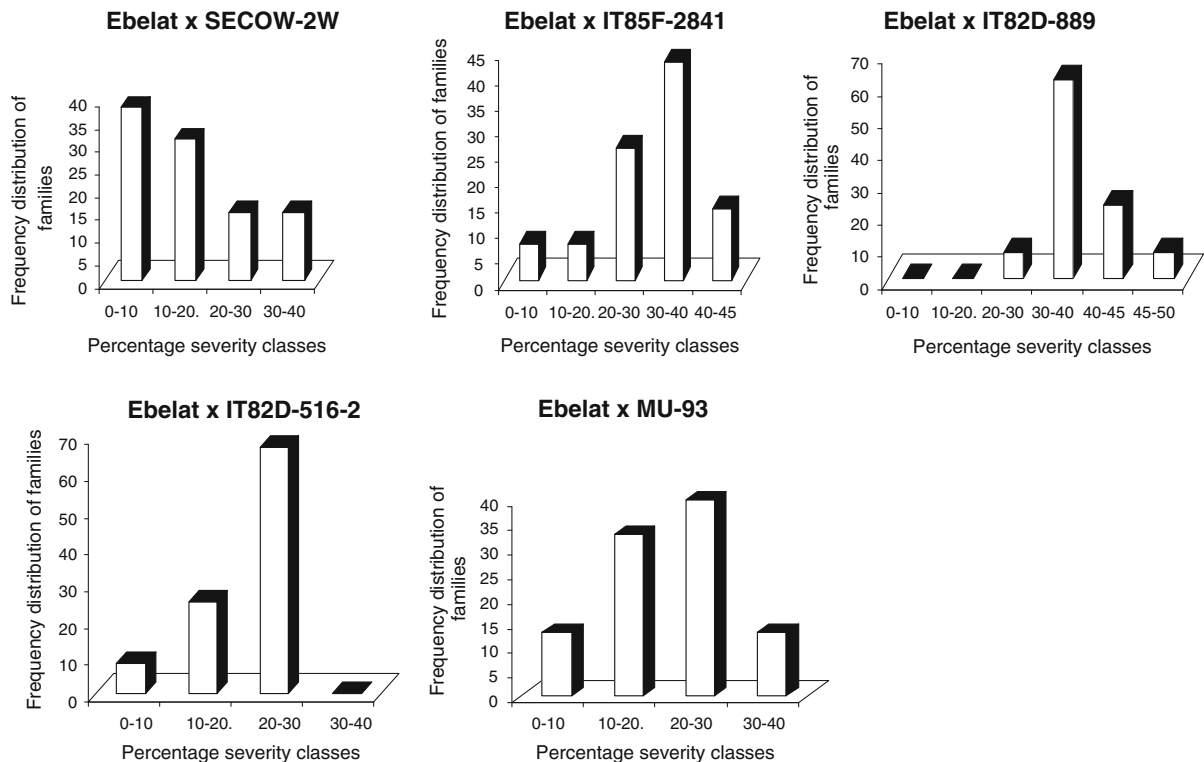 Ebelat x SECOW-2W
Frequency distribution of
families
40
35
30
25
20
15
10
5
0
0-10 10-20. 20-30 30-40
Percentage severity classes
Ebelat x IT85F-2841
Frequency distribution of families
45
40
35
30
25
20
15
10
5
0
0-10 10-20. 20-30 30-40 40-45
Percentage severity classes
Ebelat x IT82D-889
Frequency distribution of
families
70
60
50
40
30
20
10
0
0-10 10-20. 20-30 30-40 40-45 45-50
Percentage severity classes
Ebelat x IT82D-516-2
Frequency distribution of families
70
60
50
40
30
20
10
0
0-10 10-20. 20-30 30-40
Percentage severity classes
Ebelat x MU-93
Frequency distribution of
families
40
35
30
25
20
15
10
5
0
0-10 10-20. 20-30 30-40
Percentage severity classes